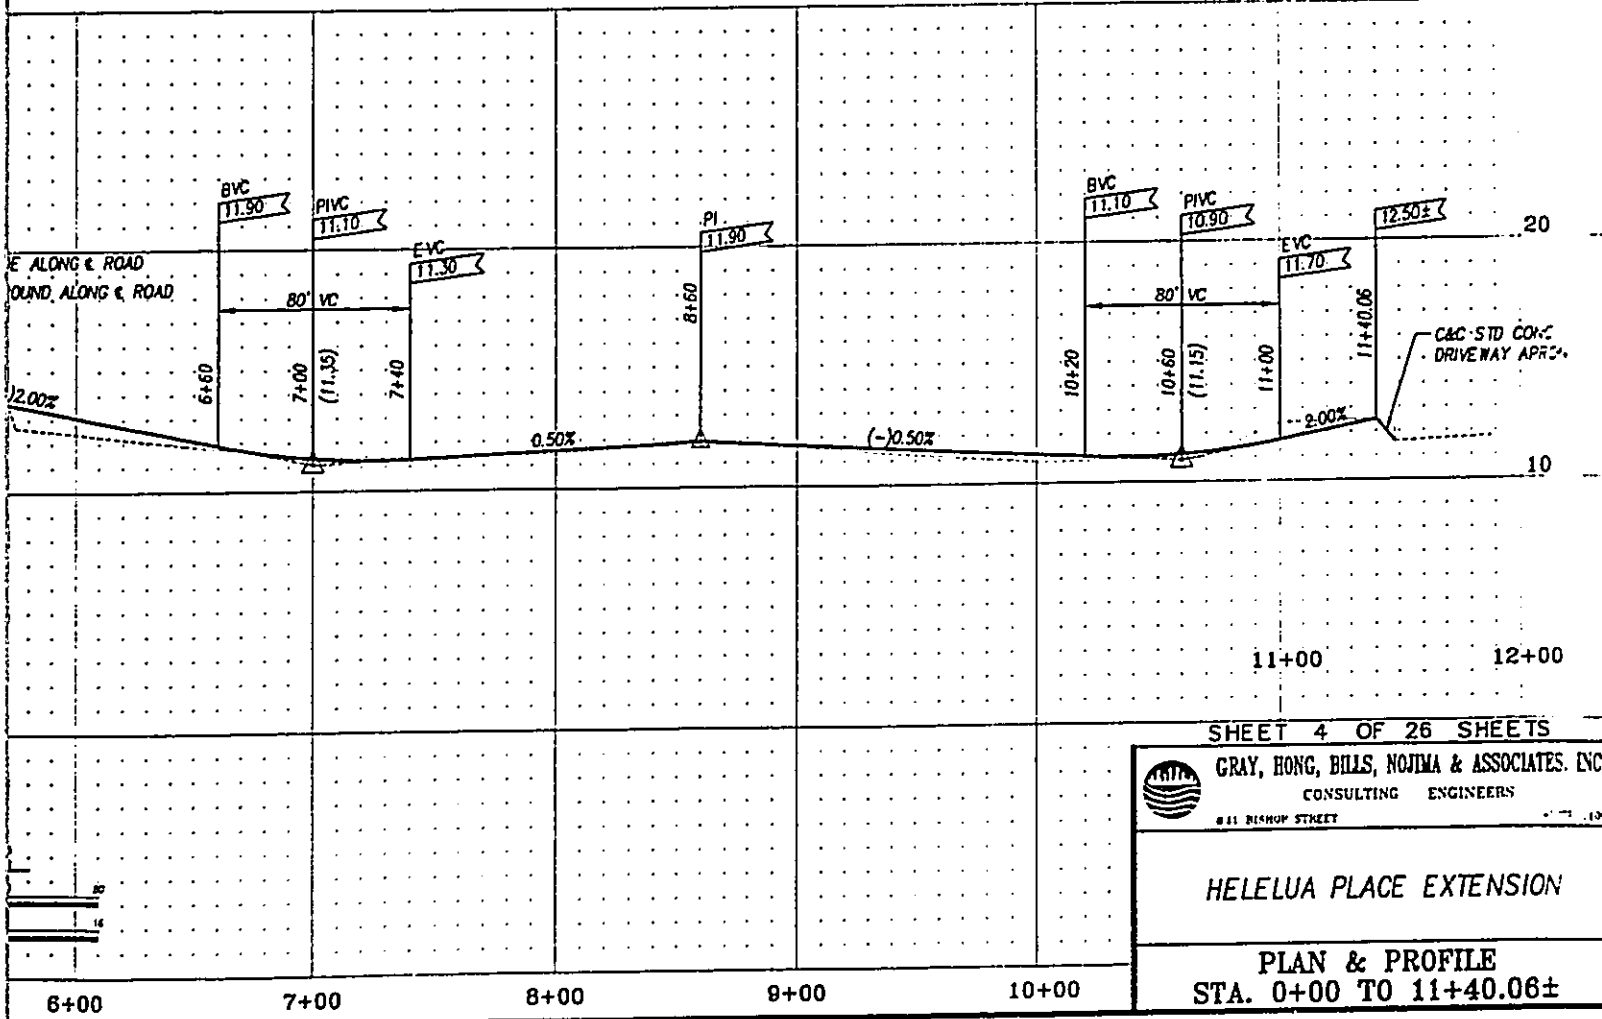 BVC
11.90
PIVC
11.10
EVC
11.30
PI
11.90
BVC
11.10
PIVC
10.90
EVC
11.70
12.50±
20
E ALONG ℄ ROAD
OUND ALONG ℄ ROAD
80' VC
80' VC
6+60
7+00
(11.35)
7+40
8+60
10+20
10+60
(11.15)
11+00
11+40.06
C&C STD CONC
DRIVEWAY
)2.00%
0.50%
(-)0.50%
2.00%
10
11+00
12+00
SHEET 4 OF 26 SHEETS
GRAY, HONG, BILLS, NOJIMA & ASSOCIATES. INC
CONSULTING ENGINEERS
BISHOP STREET
HELELUA PLACE EXTENSION
PLAN & PROFILE
STA. 0+00 TO 11+40.06±
6+00
7+00
8+00
9+00
10+00